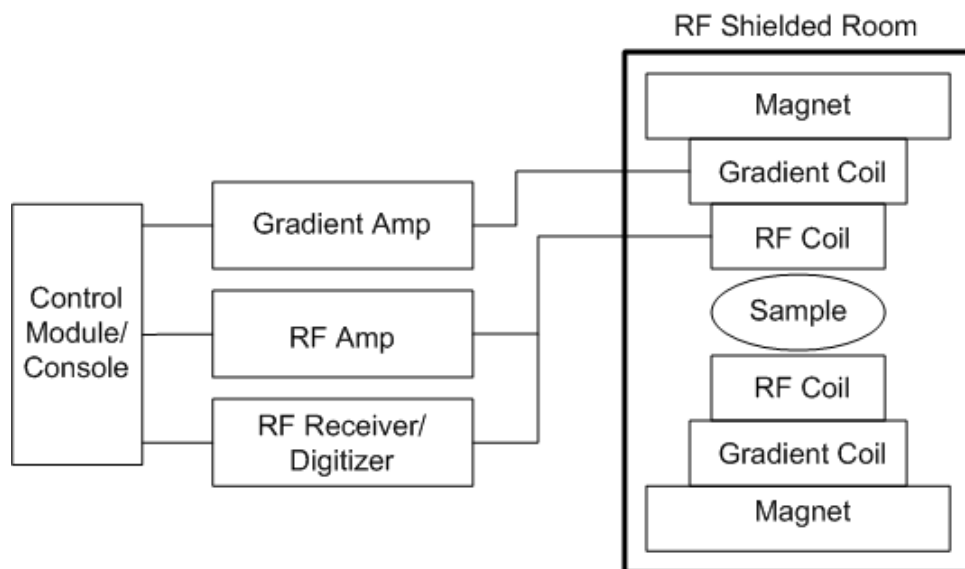 RF Shielded Room
Magnet
Gradient Coil
RF Coil
Sample
RF Coil
Gradient Coil
Magnet
Gradient Amp
RF Amp
RF Receiver/
Digitizer
Control
Module/
Console